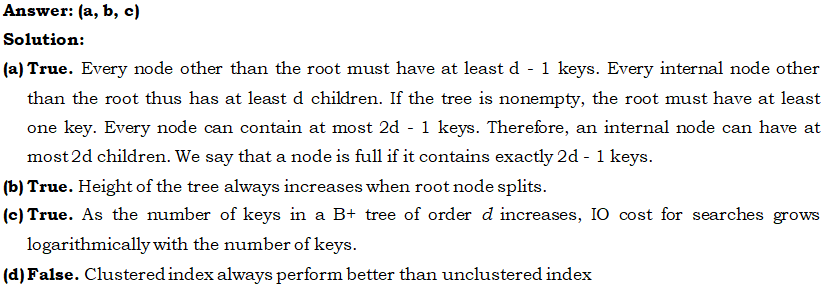 Answer: (a, b, c)
Solution:
(a) True. Every node other than the root must have at least d - 1 keys. Every internal node other
than the root thus has at least d children. If the tree is nonempty, the root must have at least
one key. Every node can contain at most 2d - 1 keys. Therefore, an internal node can have at
most 2d children. We say that a node is full if it contains exactly 2d - 1 keys.
(b) True. Height of the tree always increases when root node splits.
(c) True. As the number of keys in a B+ tree of order d increases, IO cost for searches grows
logarithmically with the number of keys.
(d) False. Clustered index always perform better than unclustered index